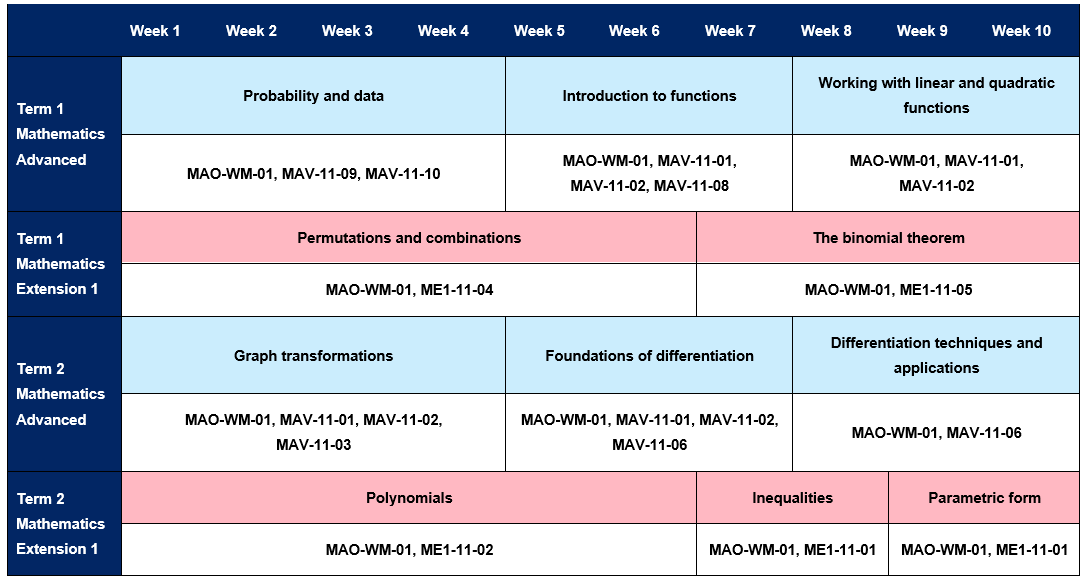 Week 1 Week 2 Week 3 Week 4 Week 5 Week 6 Week 7 Week 8 Week 9 Week 10
Term 1
Mathematics
Advanced
Probability and data
Introduction to functions
Working with linear and quadratic
functions
MAO-WM-01, MAV-11-09, MAV-11-10
MAO-WM-01, MAV-11-01,
MAV-11-02, MAV-11-08
MAO-WM-01, MAV-11-01,
MAV-11-02
Term 1
Mathematics
Extension 1
Permutations and combinations
The binomial theorem
MAO-WM-01, ME1-11-04
MAO-WM-01, ME1-11-05
Term 2
Mathematics
Advanced
Graph transformations
Foundations of differentiation
Differentiation techniques and
applications
MAO-WM-01, MAV-11-01, MAV-11-02,
MAV-11-03
MAO-WM-01, MAV-11-01, MAV-11-02,
MAV-11-06
MAO-WM-01, MAV-11-06
Term 2
Mathematics
Extension 1
Polynomials
Inequalities
Parametric form
MAO-WM-01, ME1-11-02
MAO-WM-01, ME1-11-01
MAO-WM-01, ME1-11-01